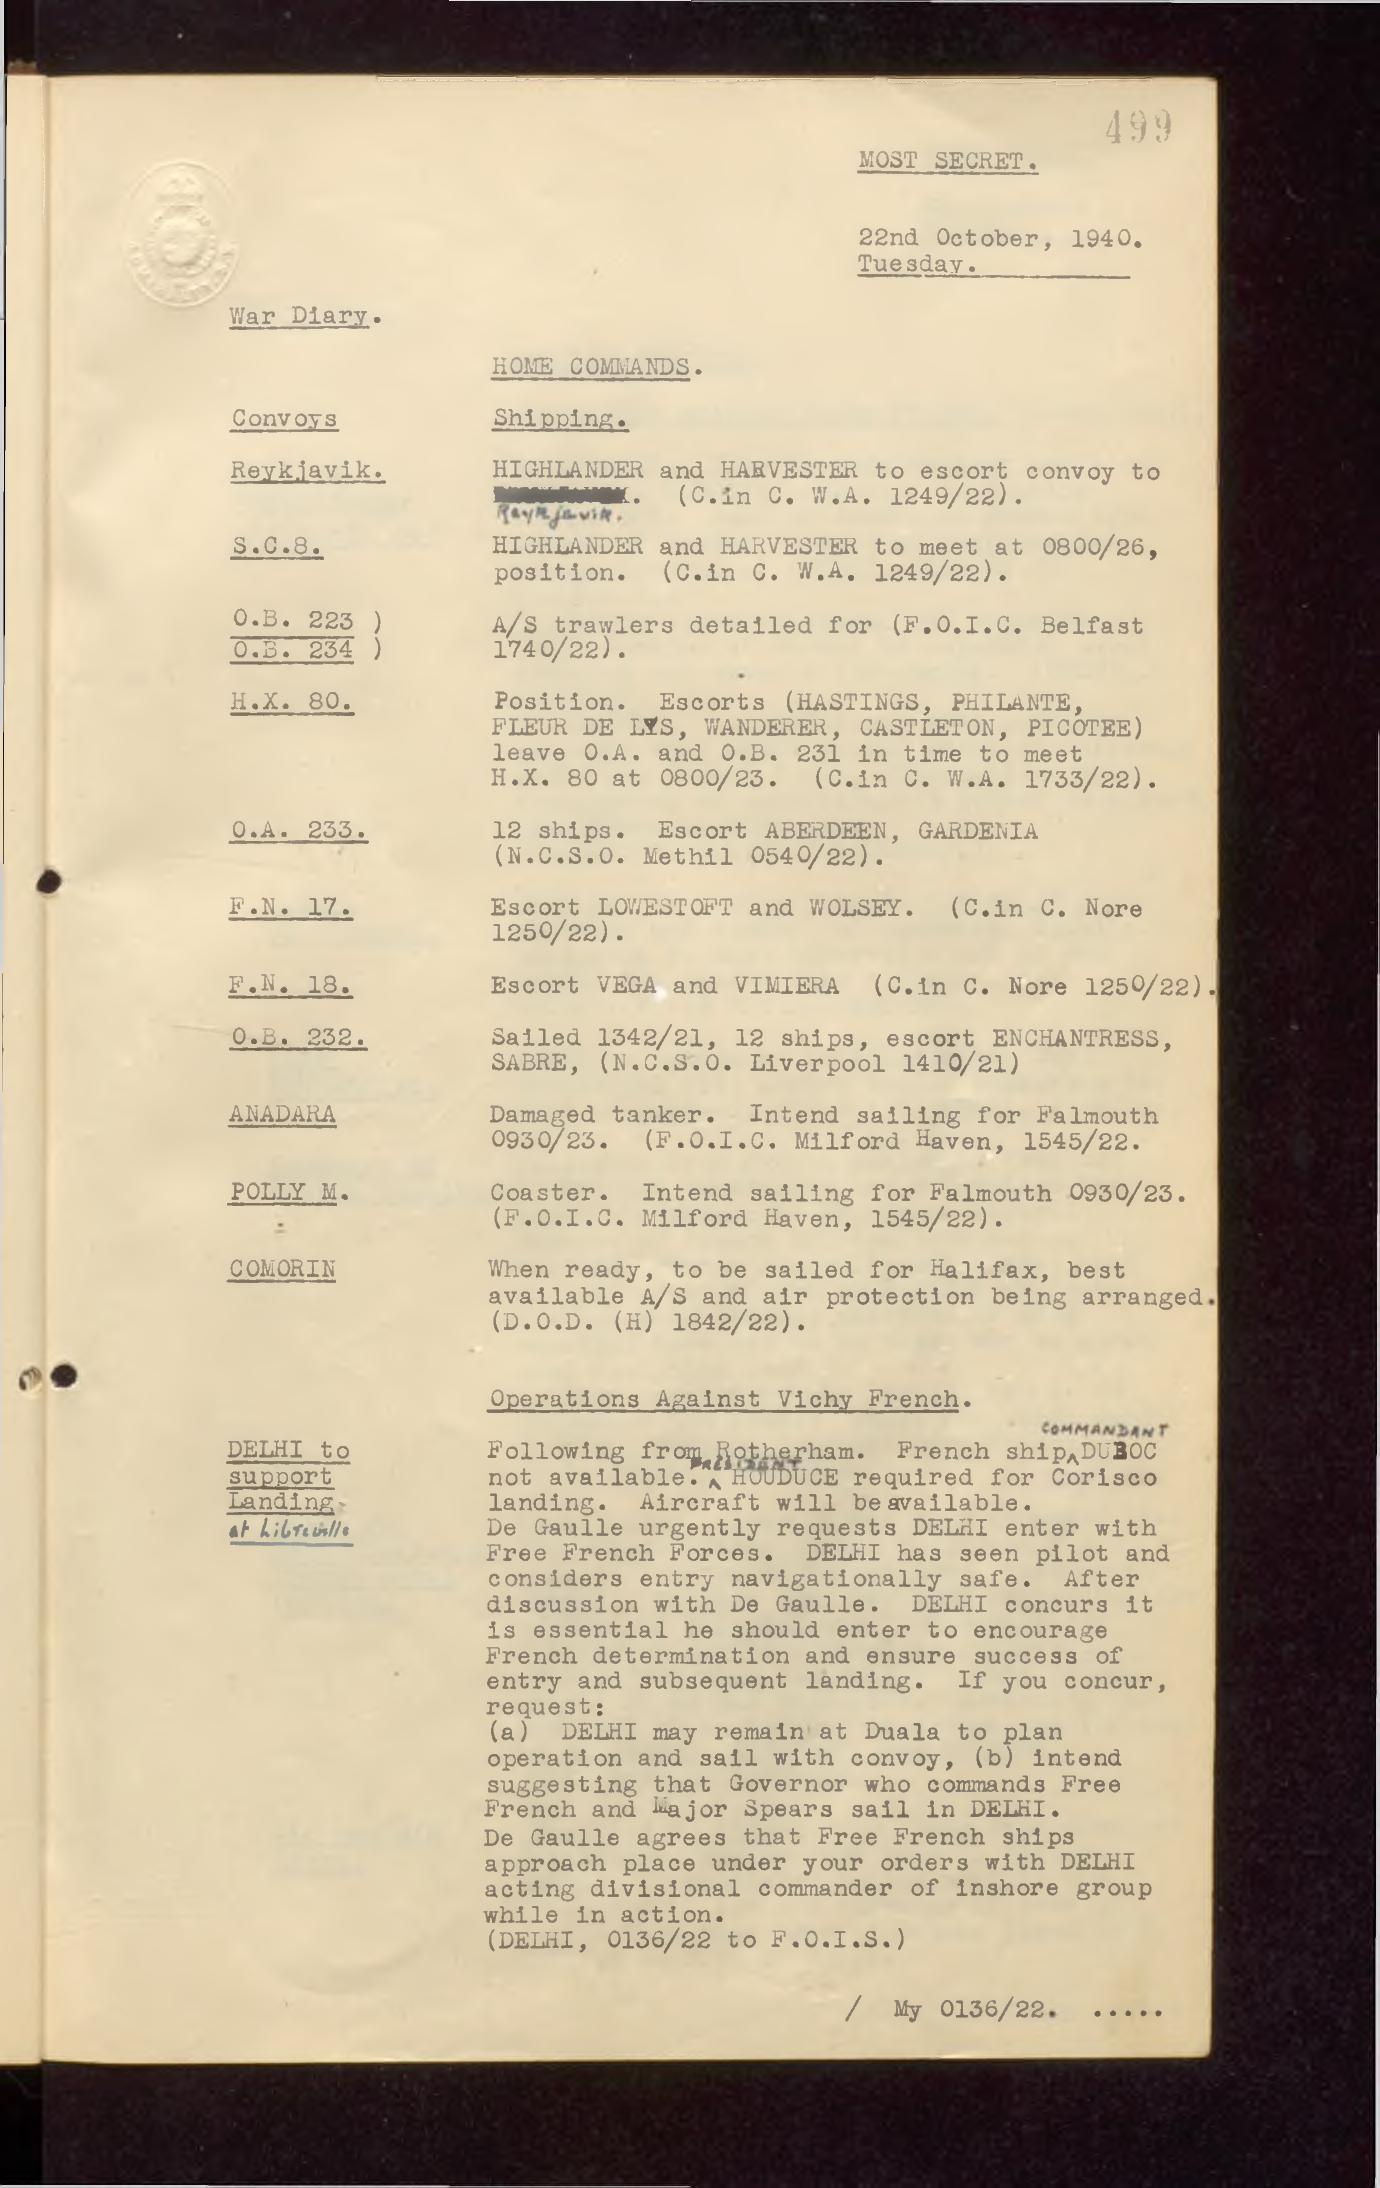 499
MOST SECRET.
22nd October, 1940.
Tuesday.
War Diary.
HOME COMMANDS.
Convoys Shipping.
Reykjavik. HIGHLANDER and HARVESTER to escort convoy to
. (C.in C. W.A. 1249/22).
Reykjavik.
S.C.8. HIGHLANDER and HARVESTER to meet at 0800/26,
position. (C.in C. W.A. 1249/22).
O.B. 223 ) A/S trawlers detailed for (F.O.I.C. Belfast
O.B. 234 ) 1740/22).
H.X. 80. Position. Escorts (HASTINGS, PHILANTE,
FLEUR DE LYS, WANDERER, CASTLETON, PICOTEE)
leave O.A. and O.B. 231 in time to meet
H.X. 80 at 0800/23. (C.in C. W.A. 1733/22).
O.A. 233. 12 ships. Escort ABERDEEN, GARDENIA
(N.C.S.O. Methil 0540/22).
F.N. 17. Escort LOWESTOFT and WOLSEY. (C.in C. Nore
1250/22).
F.N. 18. Escort VEGA and VIMIERA (C.in C. Nore 1250/22).
O.B. 232. Sailed 1342/21, 12 ships, escort ENCHANTRESS,
SABRE, (N.C.S.O. Liverpool 1410/21)
ANADARA Damaged tanker. Intend sailing for Falmouth
0930/23. (F.O.I.C. Milford Haven, 1545/22.
POLLY M. Coaster. Intend sailing for Falmouth 0930/23.
(F.O.I.C. Milford Haven, 1545/22).
COMORIN When ready, to be sailed for Halifax, best
available A/S and air protection being arranged.
(D.O.D. (H) 1842/22).
Operations Against Vichy French.
COMMANDANT
DELHI to Following from Rotherham. French ship DUBOC
PRESIDENT
support not available. HOUDUCE required for Corisco
Landing landing. Aircraft will be available.
at Libreville De Gaulle urgently requests DELHI enter with
Free French Forces. DELHI has seen pilot and
considers entry navigationally safe. After
discussion with De Gaulle. DELHI concurs it
is essential he should enter to encourage
French determination and ensure success of
entry and subsequent landing. If you concur,
request:
(a) DELHI may remain at Duala to plan
operation and sail with convoy, (b) intend
suggesting that Governor who commands Free
French and Major Spears sail in DELHI.
De Gaulle agrees that Free French ships
approach place under your orders with DELHI
acting divisional commander of inshore group
while in action.
(DELHI, 0136/22 to F.O.I.S.)
/ My 0136/22. .....